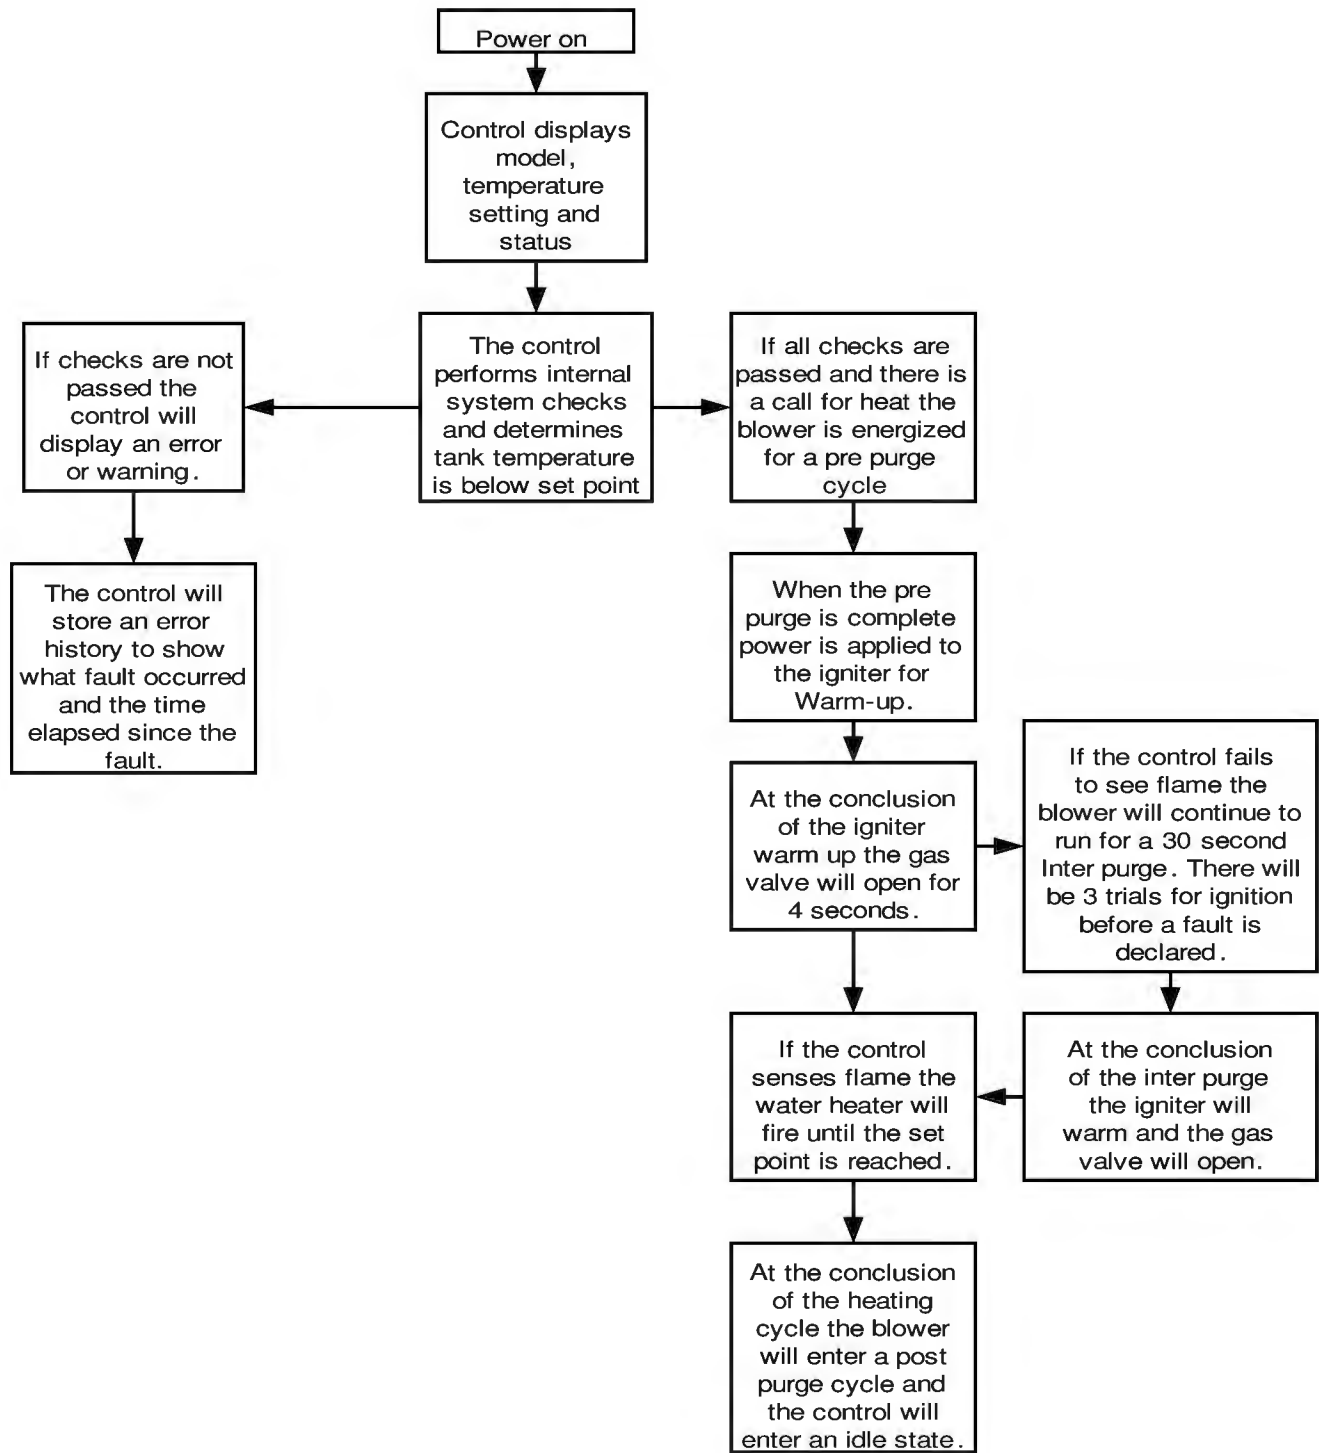 Power on
Control displays
model,
temperature
setting and
status
If checks are not
passed the
control will
display an error
or warning.
The control
performs internal
system checks
and determines
tank temperature
is below set point
If all checks are
passed and there is
a call for heat the
blower is energized
for a pre purge
cycle
The control will
store an error
history to show
what fault occurred
and the time
elapsed since the
fault.
When the pre
purge is complete
power is applied to
the igniter for
Warm-up.
At the conclusion
of the igniter
warm up the gas
valve will open for
4 seconds.
If the control fails
to see flame the
blower will continue to
run for a 30 second
Inter purge. There will
be 3 trials for ignition
before a fault is
declared.
If the control
senses flame the
water heater will
fire until the set
point is reached.
At the conclusion
of the inter purge
the igniter will
warm and the gas
valve will open.
At the conclusion
of the heating
cycle the blower
will enter a post
purge cycle and
the control will
enter an idle state.